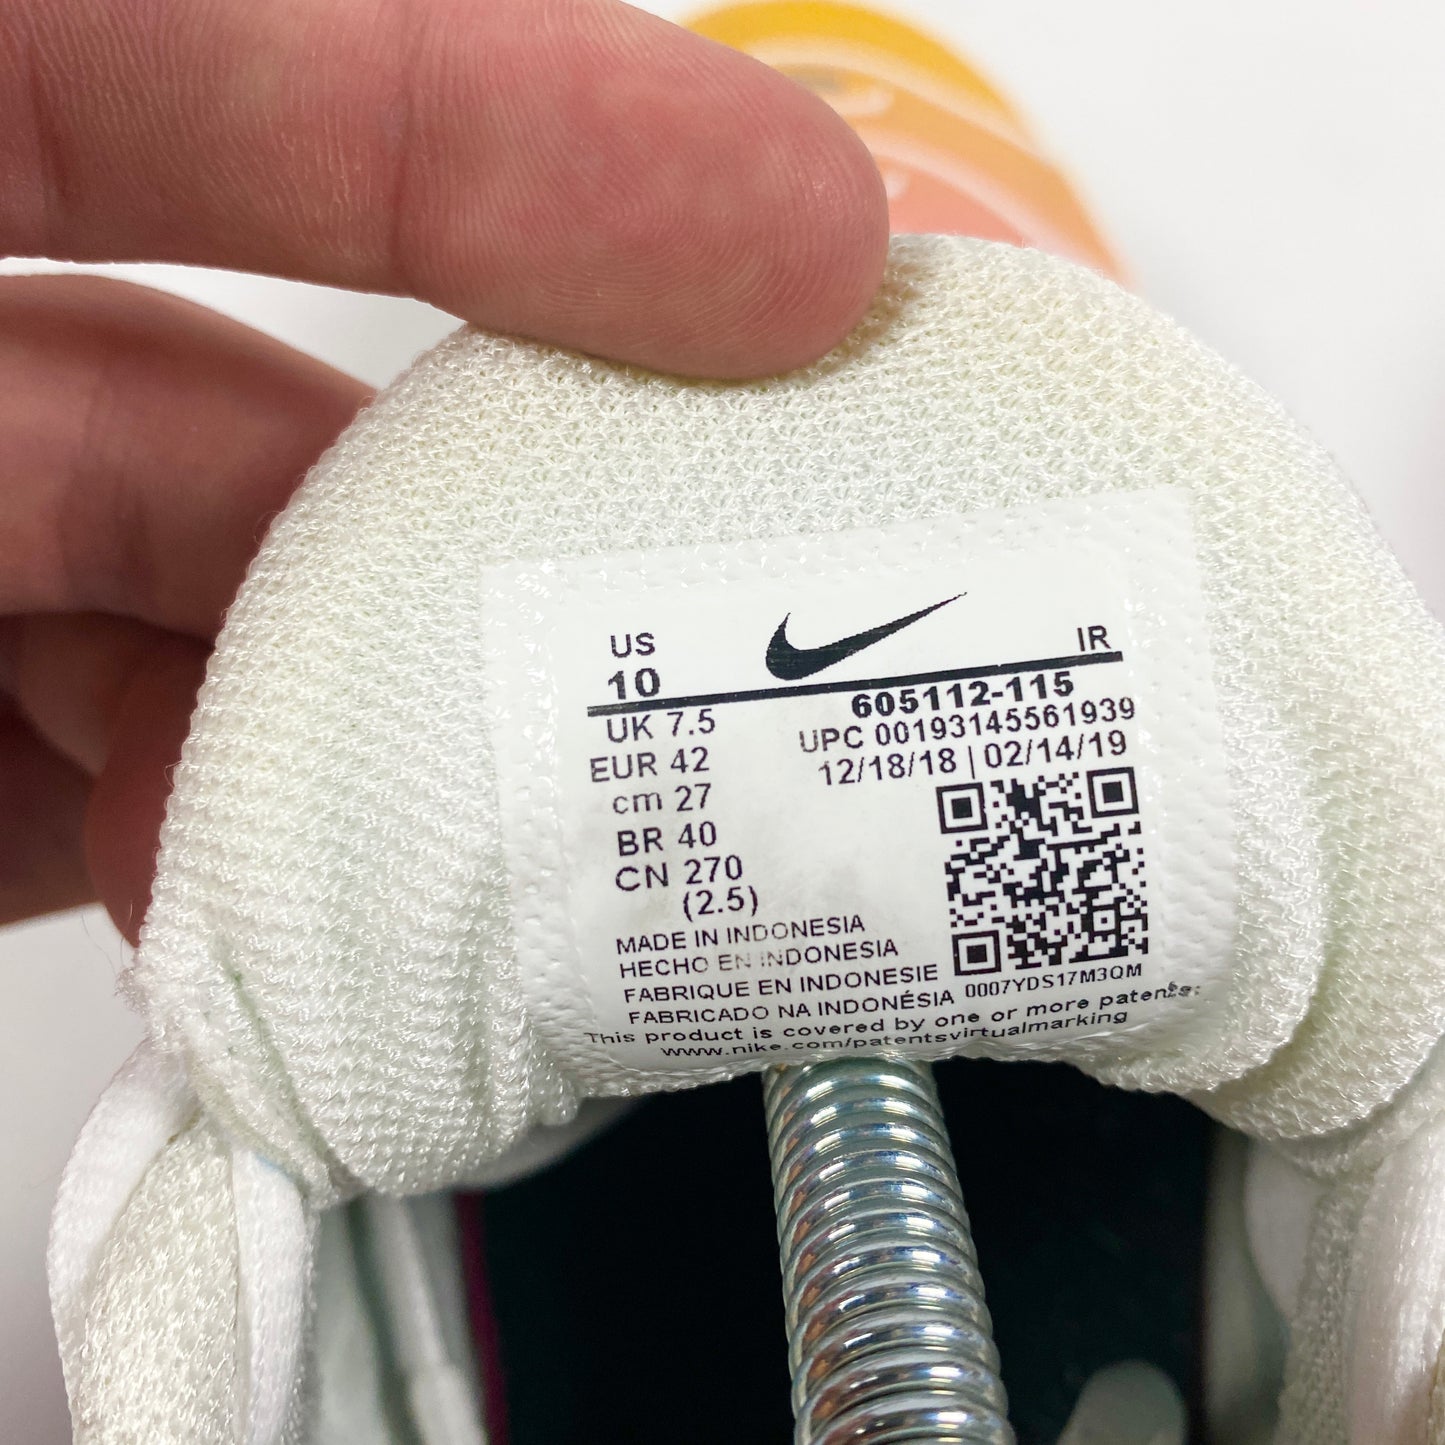 US IR
10
605112-115
UK 7.5
UPC 00193145561939
EUR 42
12/18/18 | 02/14/19
cm 27
BR 40
CN 270
(2.5)
MADE IN INDONESIA
HECHO EN INDONESIA
FABRIQUE EN INDONESIE
FABRICADO NA INDONÉSIA
0007YDS17M3QM
This product is covered by one or more patents:
www.nike.com/patentsvirtualmarking